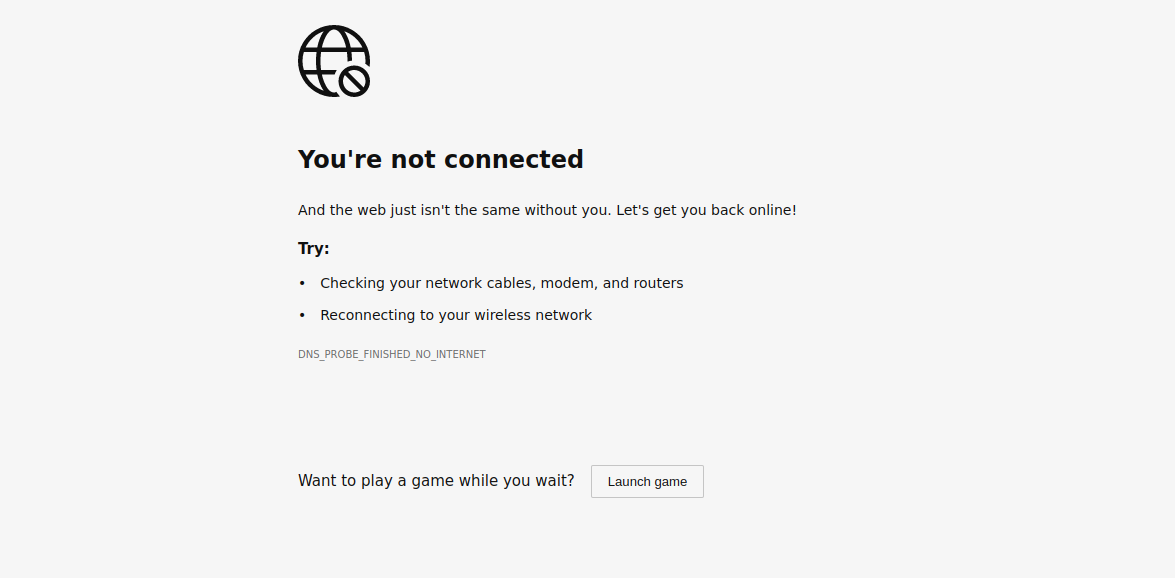 You're not connected
And the web just isn't the same without you. Let's get you back online!
Try:
• Checking your network cables, modem, and routers
• Reconnecting to your wireless network
DNS_PROBE_FINISHED_NO_INTERNET
Want to play a game while you wait? Launch game